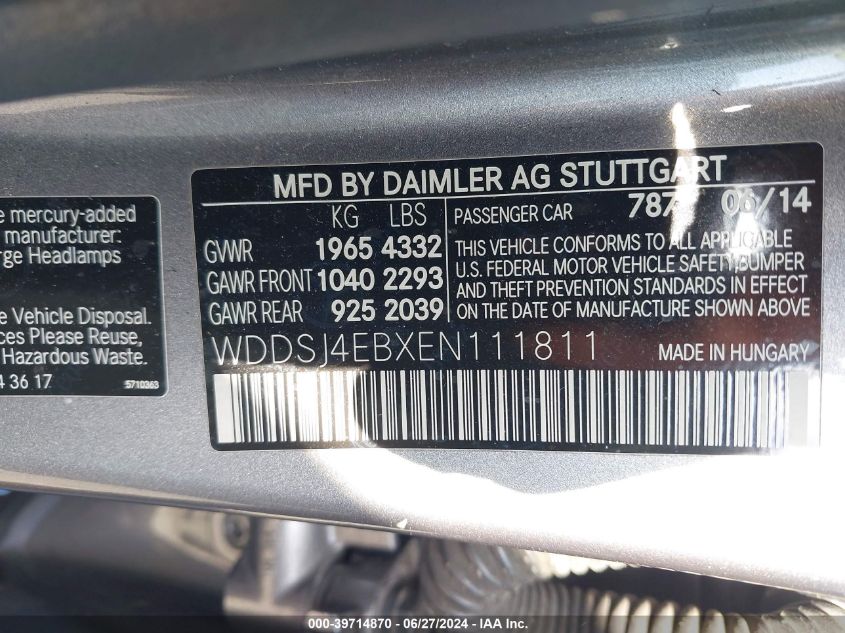 e mercury-added
manufacturer:
rge Headlamps
e Vehicle Disposal.
ces Please Reuse,
Hazardous Waste.
4 36 17
5710363
MFD BY DAIMLER AG STUTTGART
KG LBS
GVWR 1965 4332
GAWR FRONT 1040 2293
GAWR REAR 925 2039
PASSENGER CAR 787 06/14
THIS VEHICLE CONFORMS TO ALL APPLICABLE
U.S. FEDERAL MOTOR VEHICLE SAFETY, BUMPER
AND THEFT PREVENTION STANDARDS IN EFFECT
ON THE DATE OF MANUFACTURE SHOWN ABOVE
WDDSJ4EBXEN111811 MADE IN HUNGARY
000-39714870 - 06/27/2024 - IAA Inc.